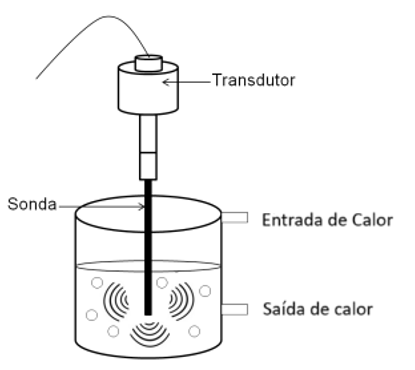 Transdutor
Sonda
Entrada de Calor
Saída de calor